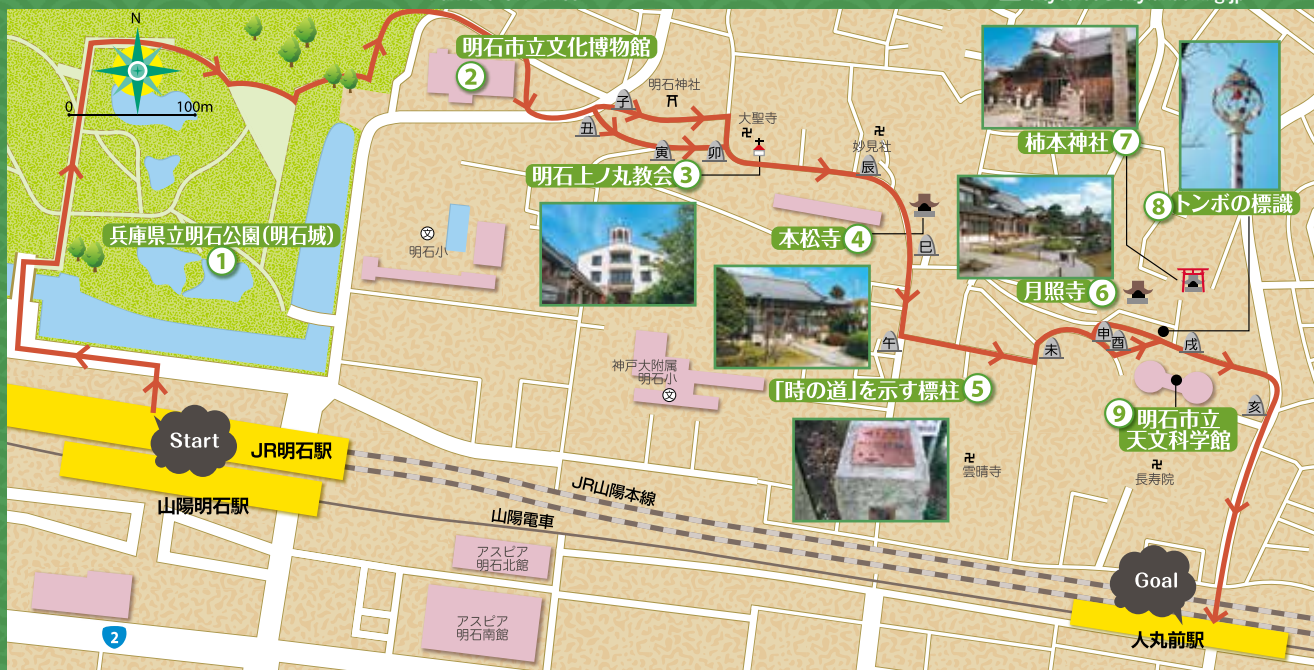 N
0 100m
明石市立文化博物館
②
子
丑
寅
卯
明石神社
大聖寺
妙見社
辰
明石上ノ丸教会③
本松寺④
巳
柿本神社⑦
⑧トンボの標識
月照寺⑥
兵庫県立明石公園(明石城)
①
明石小
文
神戸大附属
明石小
文
午
未
申
酉
戌
亥
「時の道」を示す標柱⑤
⑨明石市立
天文科学館
雲晴寺
長寿院
Start
JR明石駅
山陽明石駅
JR山陽本線
山陽電車
アスピア
明石北館
アスピア
明石南館
2
Goal
人丸前駅